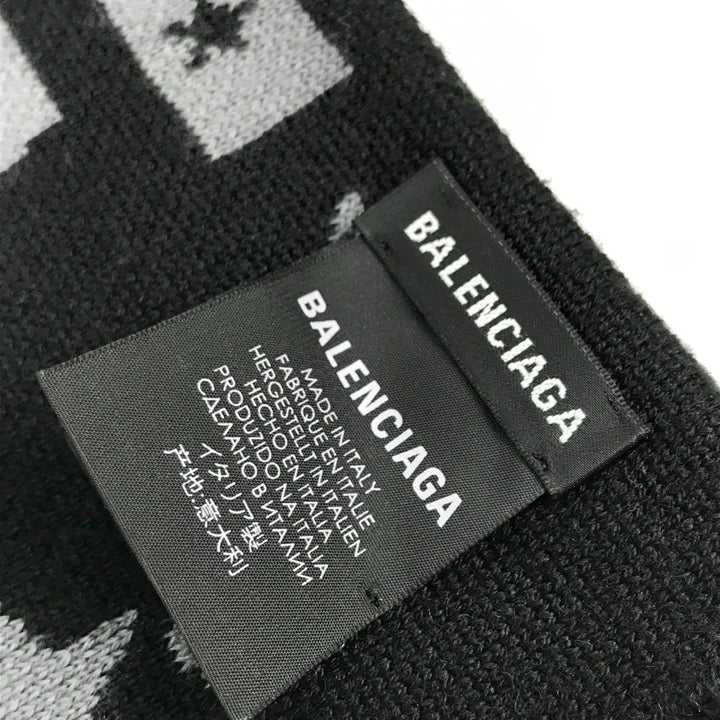 BALENCIAGA
BALENCIAGA
MADE IN ITALY
FABRIQUE EN ITALIE
HERGESTELLT IN ITALIEN
HECHO EN ITALIA
PRODUZIDO NA ITALIA
СДЕЛАНО В ИТАЛИИ
イタリア製
产地:意大利